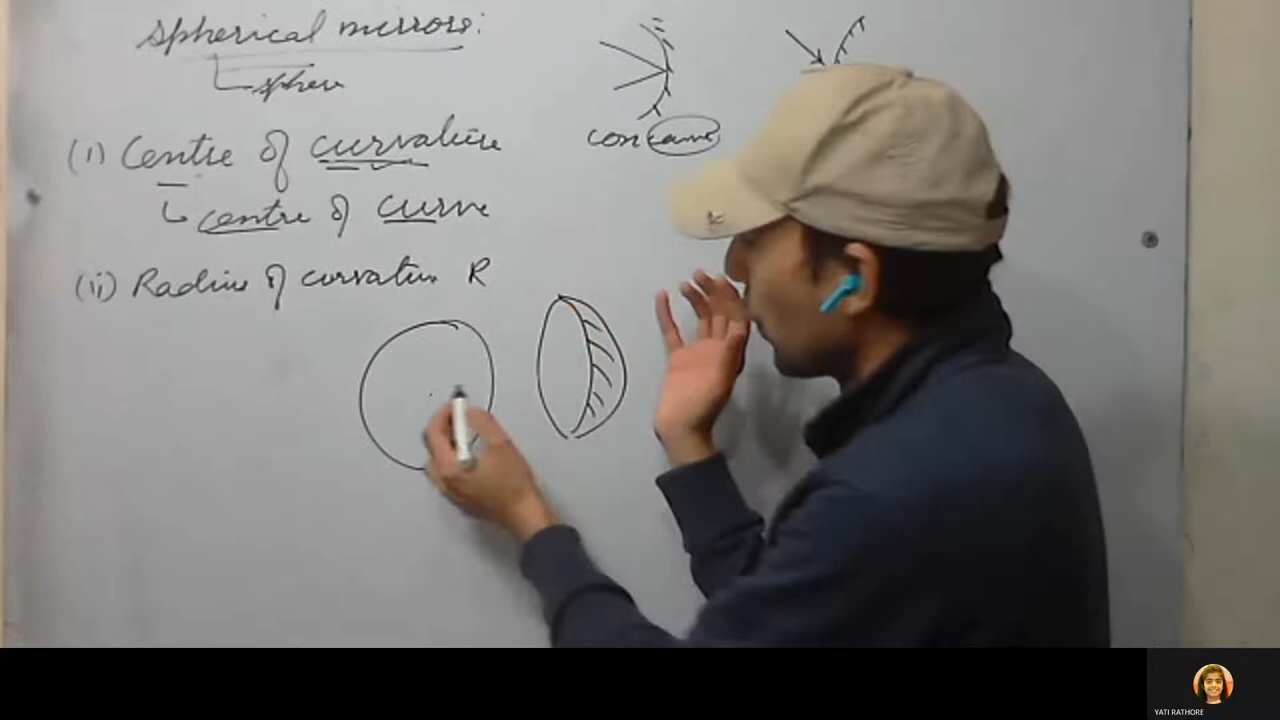 Spherical mirrors:
sphere
concave
(i) Centre of curvature
centre of curve
(ii) Radius of curvature R
YATI RATHORE